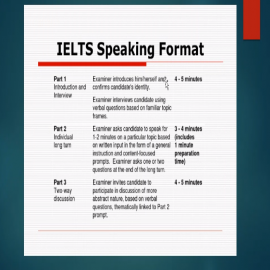 IELTS Speaking Format
Part 1
Introduction and
Interview
Examiner introduces him/herself and
confirms candidate's identity.
Examiner interviews candidate using
verbal questions based on familiar topic
frames.
4 - 5 minutes
Part 2
Individual
long turn
Examiner asks candidate to speak for
1-2 minutes on a particular topic based
on written input in the form of a general
instruction and content-focused
prompts. Examiner asks one or two
questions at the end of the long turn.
3 - 4 minutes
(includes
1 minute
preparation
time)
Part 3
Two way
discussion
Examiner invites candidate to
participate in discussion of more
abstract nature, based on verbal
questions, thematically linked to Part 2
prompt.
4 - 5 minutes